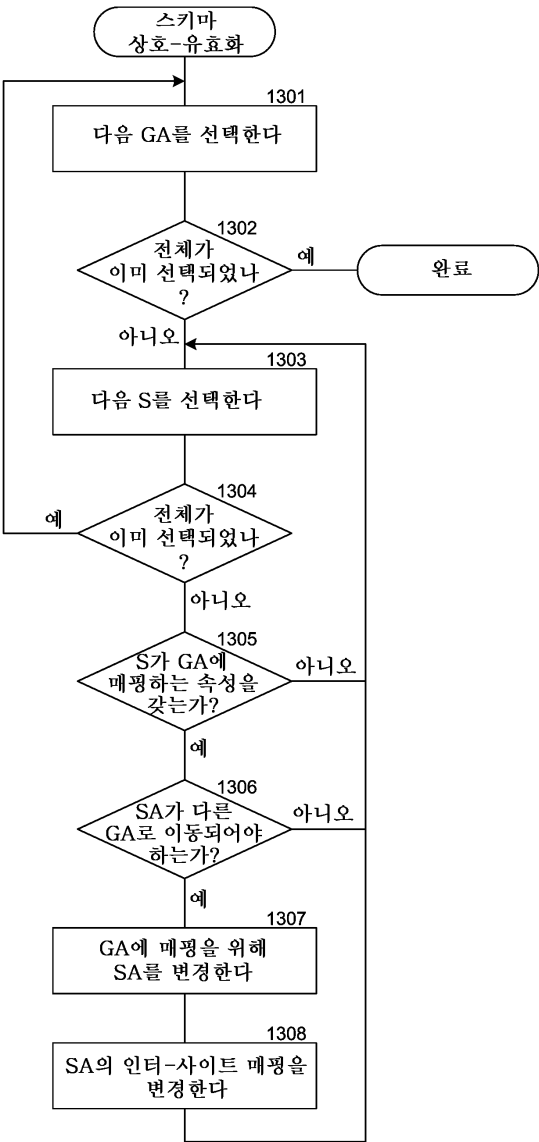 스키마
상호-유효화
1301
다음 GA를 선택한다
1302
전체가
이미 선택되었나
?
예
완료
아니오
1303
다음 S를 선택한다
1304
전체가
이미 선택되었나
?
예
아니오
1305
S가 GA에
매핑하는 속성을
갖는가?
아니오
예
1306
SA가 다른
GA로 이동되어야
하는가?
아니오
예
1307
GA에 매핑을 위해
SA를 변경한다
1308
SA의 인터-사이트 매핑을
변경한다